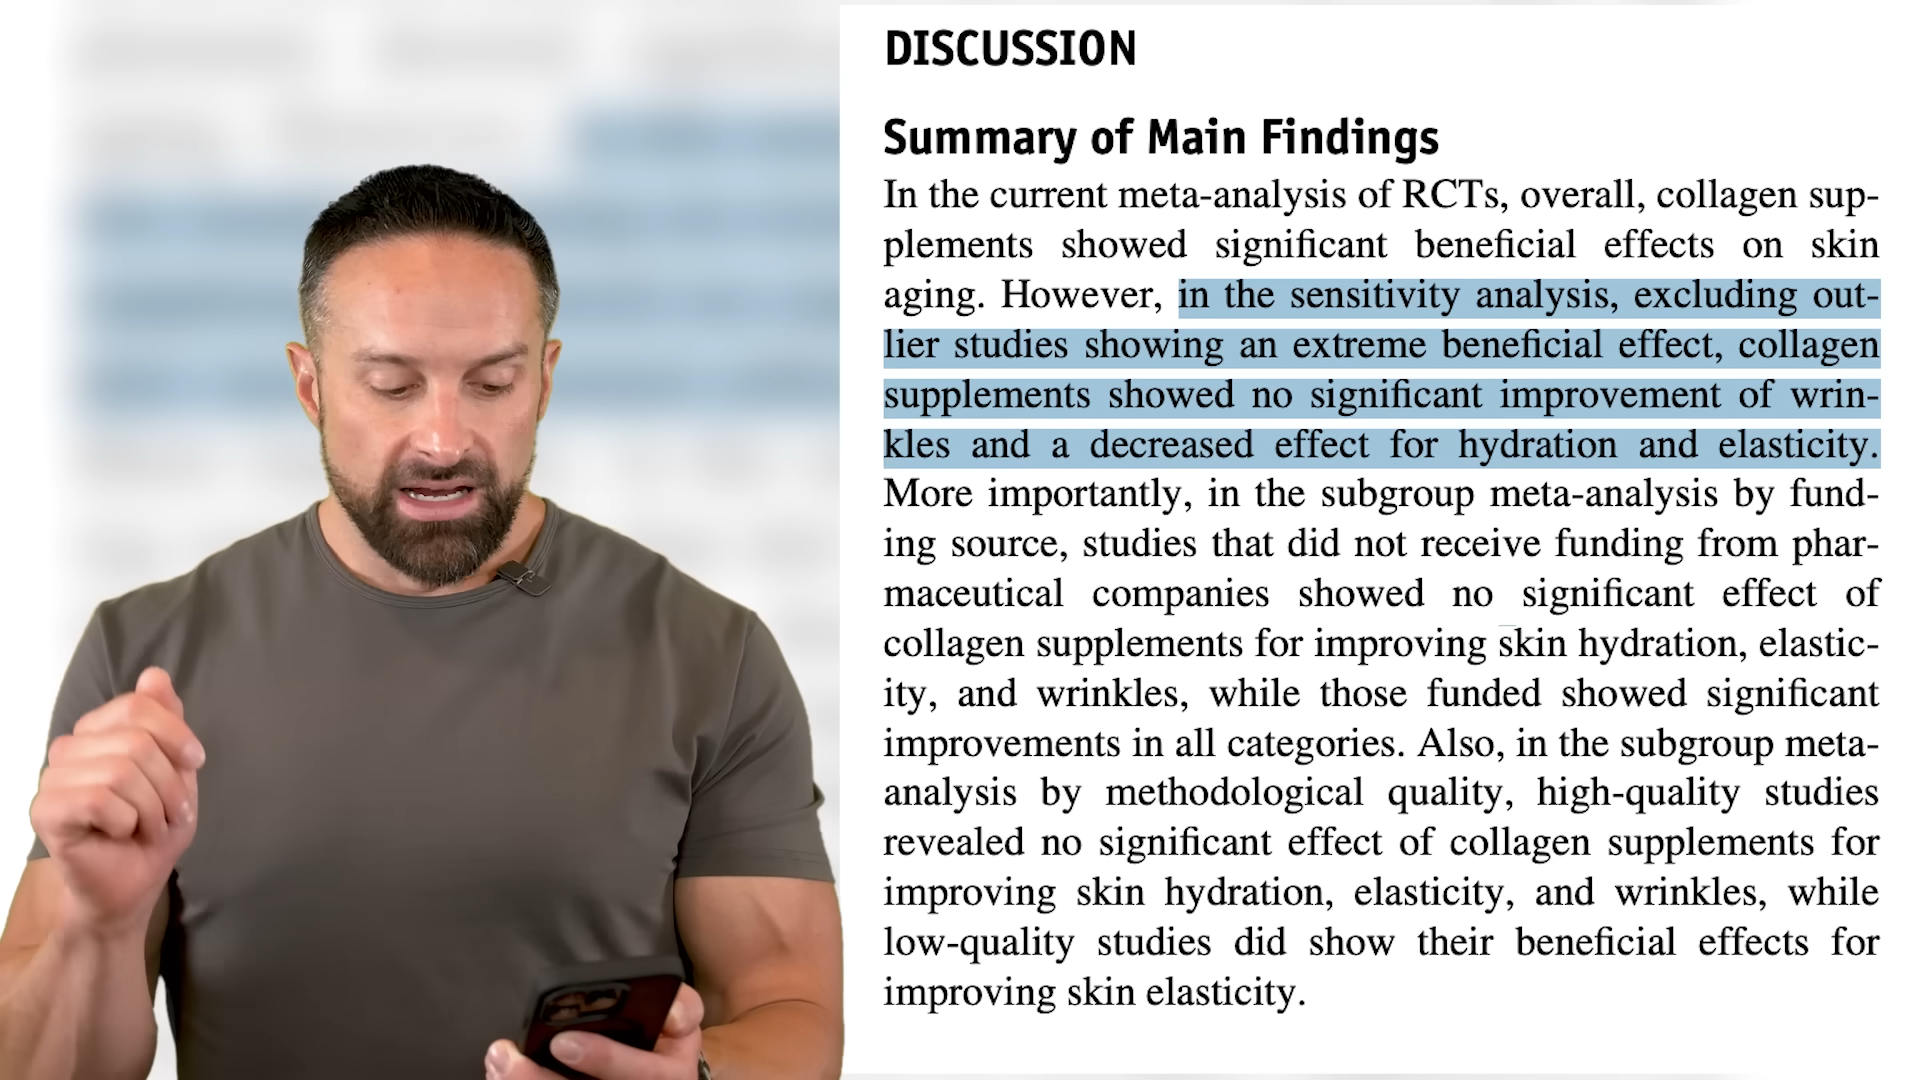 DISCUSSION
Summary of Main Findings
In the current meta-analysis of RCTs, overall, collagen sup-
plements showed significant beneficial effects on skin
aging. However, in the sensitivity analysis, excluding out-
lier studies showing an extreme beneficial effect, collagen
supplements showed no significant improvement of wrin-
kles and a decreased effect for hydration and elasticity.
More importantly, in the subgroup meta-analysis by fund-
ing source, studies that did not receive funding from phar-
maceutical companies showed no significant effect of
collagen supplements for improving skin hydration, elastic-
ity, and wrinkles, while those funded showed significant
improvements in all categories. Also, in the subgroup meta-
analysis by methodological quality, high-quality studies
revealed no significant effect of collagen supplements for
improving skin hydration, elasticity, and wrinkles, while
low-quality studies did show their beneficial effects for
improving skin elasticity.